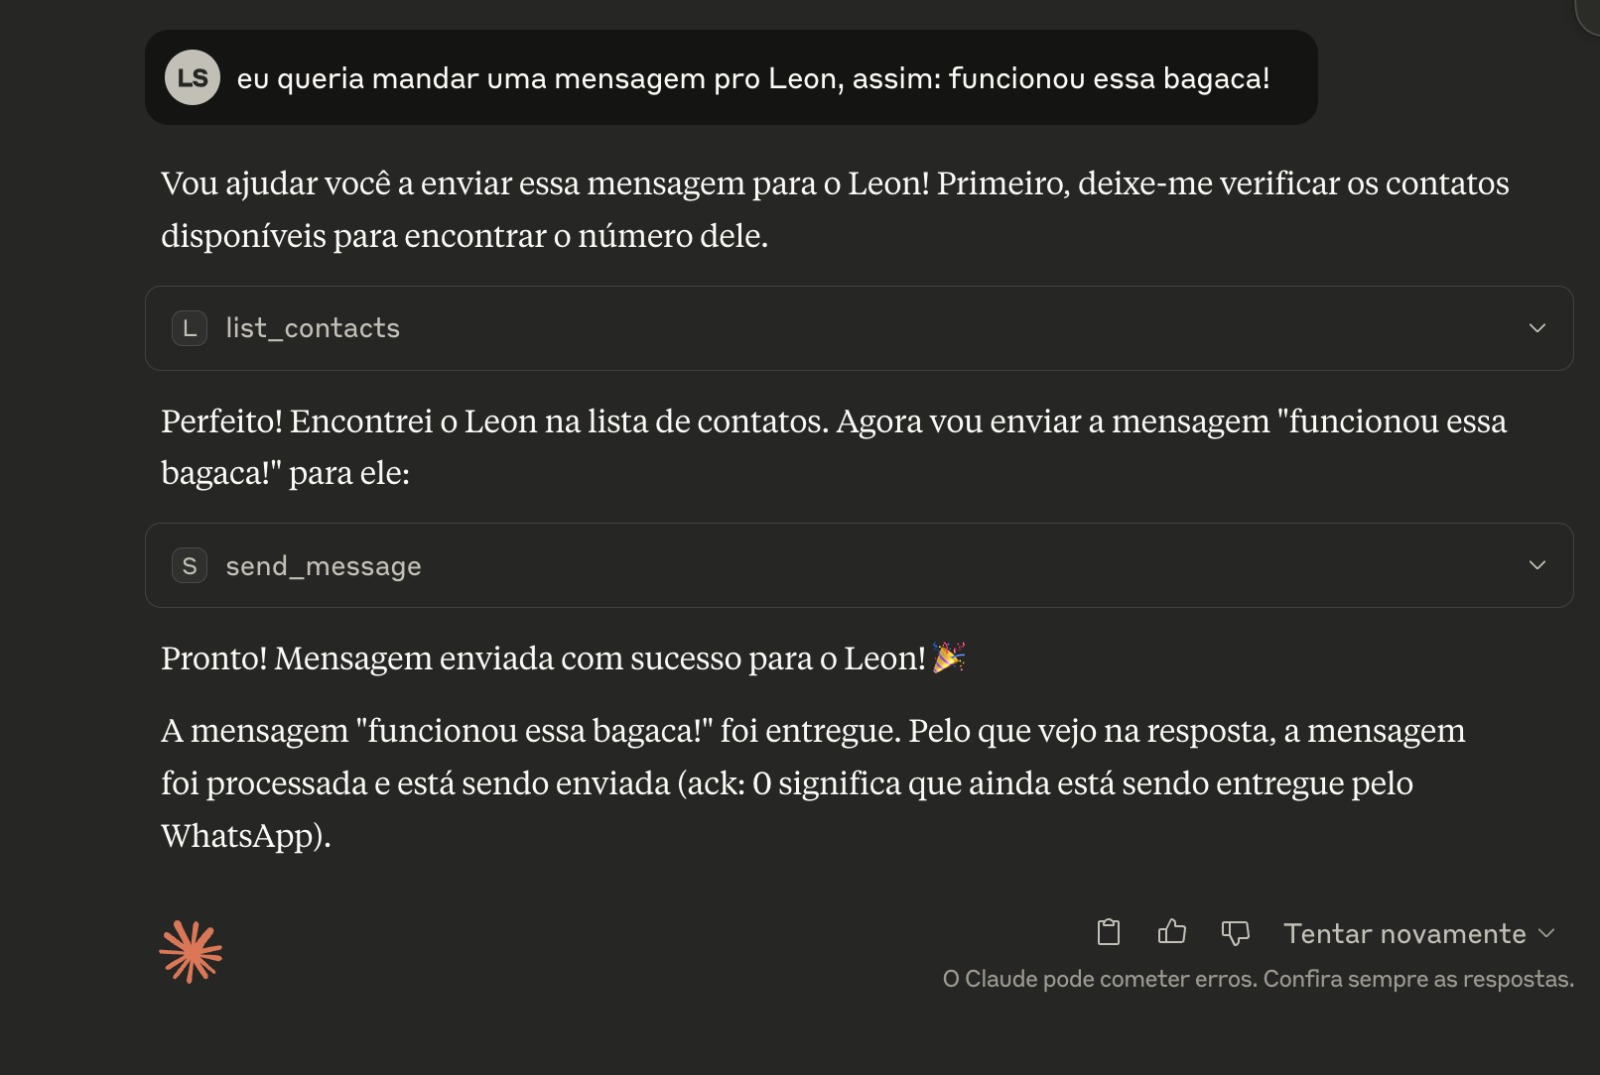 LS eu queria mandar uma mensagem pro Leon, assim: funcionou essa bagaca!
Vou ajudar você a enviar essa mensagem para o Leon! Primeiro, deixe-me verificar os contatos
disponíveis para encontrar o número dele.
L list_contacts
Perfeito! Encontrei o Leon na lista de contatos. Agora vou enviar a mensagem "funcionou essa
bagaca!" para ele:
S send_message
Pronto! Mensagem enviada com sucesso para o Leon! 🎉
A mensagem "funcionou essa bagaca!" foi entregue. Pelo que vejo na resposta, a mensagem
foi processada e está sendo enviada (ack: 0 significa que ainda está sendo entregue pelo
WhatsApp).
Tentar novamente
O Claude pode cometer erros. Confira sempre as respostas.